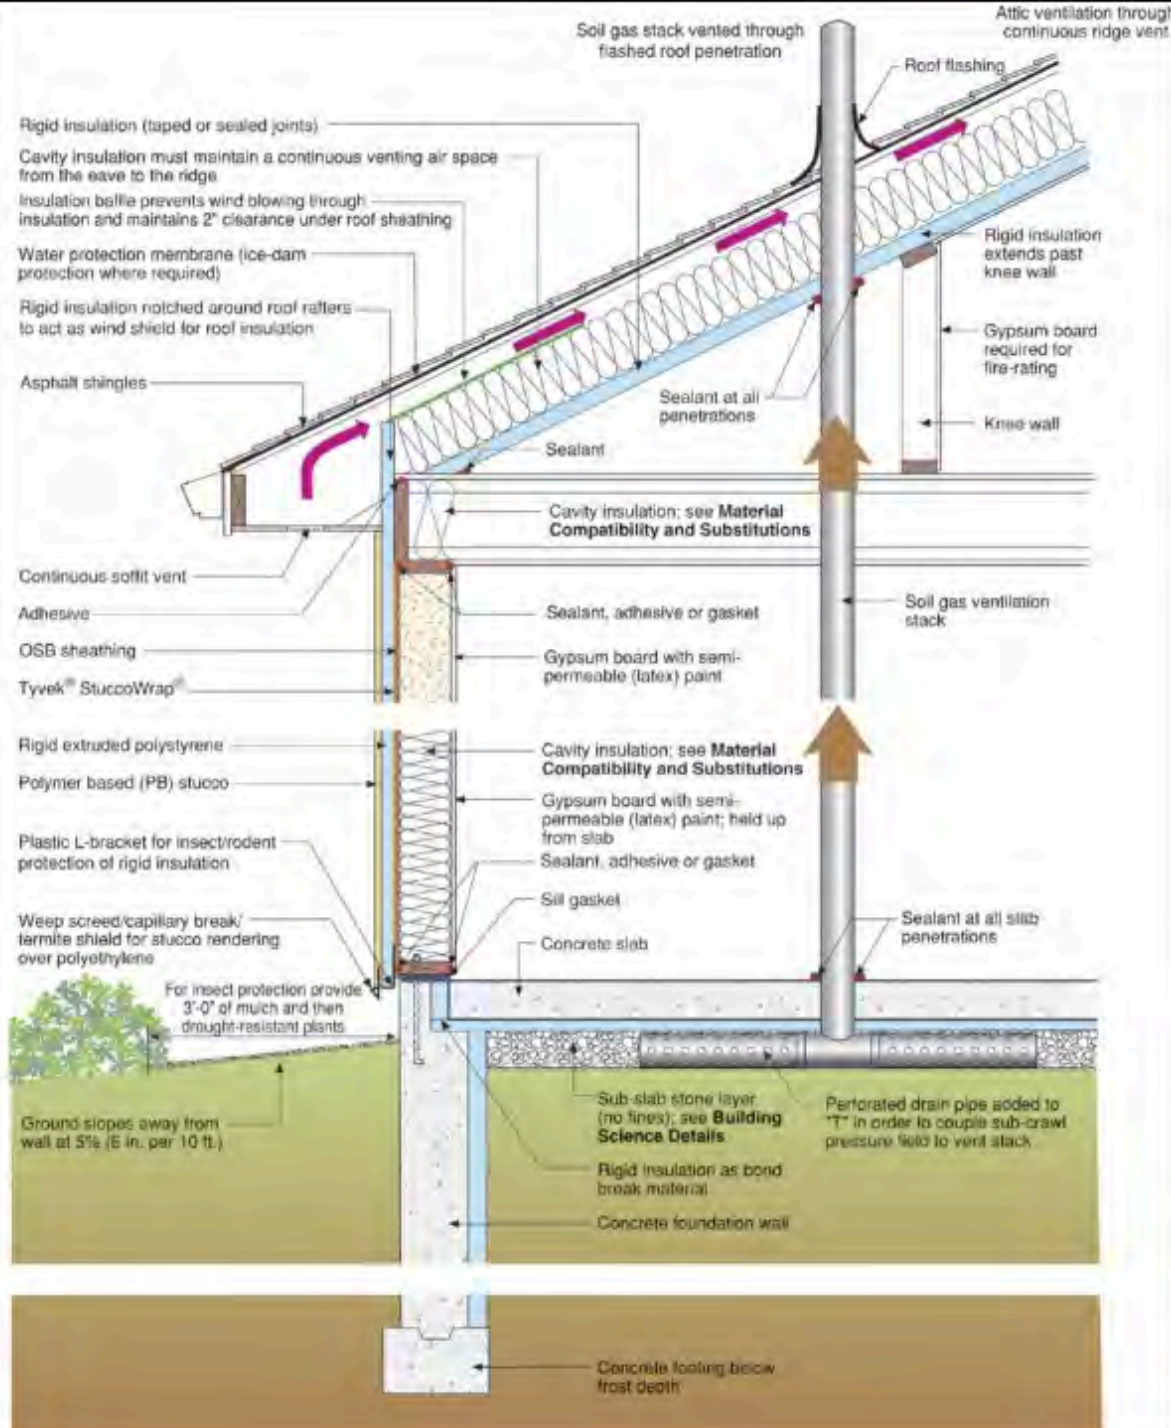 Soil gas stack vented through
flashed roof penetration
Attic ventilation through
continuous ridge vent
Roof flashing
Rigid insulation (taped or sealed joints)
Cavity insulation must maintain a continuous venting air space
from the eave to the ridge
Insulation baffle prevents wind blowing through
insulation and maintains 2" clearance under roof sheathing
Water protection membrane (ice-dam
protection where required)
Rigid insulation notched around roof rafters
to act as wind shield for roof insulation
Asphalt shingles
Rigid insulation
extends past
knee wall
Gypsum board
required for
fire-rating
Sealant at all
penetrations
Knee wall
Sealant
Cavity insulation; see Material
Compatibility and Substitutions
Continuous soffit vent
Adhesive
OSB sheathing
Tyvek® StuccoWrap®
Sealant, adhesive or gasket
Gypsum board with semi-
permeable (latex) paint
Soil gas ventilation
stack
Rigid extruded polystyrene
Polymer based (PB) stucco
Plastic L-bracket for insect/rodent
protection of rigid insulation
Weep screed/capillary break/
termite shield for stucco rendering
over polyethylene
Cavity insulation; see Material
Compatibility and Substitutions
Gypsum board with semi-
permeable (latex) paint; held up
from slab
Sealant, adhesive or gasket
Sill gasket
Concrete slab
Sealant at all slab
penetrations
For insect protection provide
3'-0" of mulch and then
drought-resistant plants
Ground slopes away from
wall at 5% (6 in. per 10 ft.)
Sub-slab stone layer
(no fines); see Building
Science Details
Rigid insulation as bond
break material
Concrete foundation wall
Perforated drain pipe added to
"T" in order to couple sub-crawl
pressure field to vent stack
Concrete footing below
frost depth